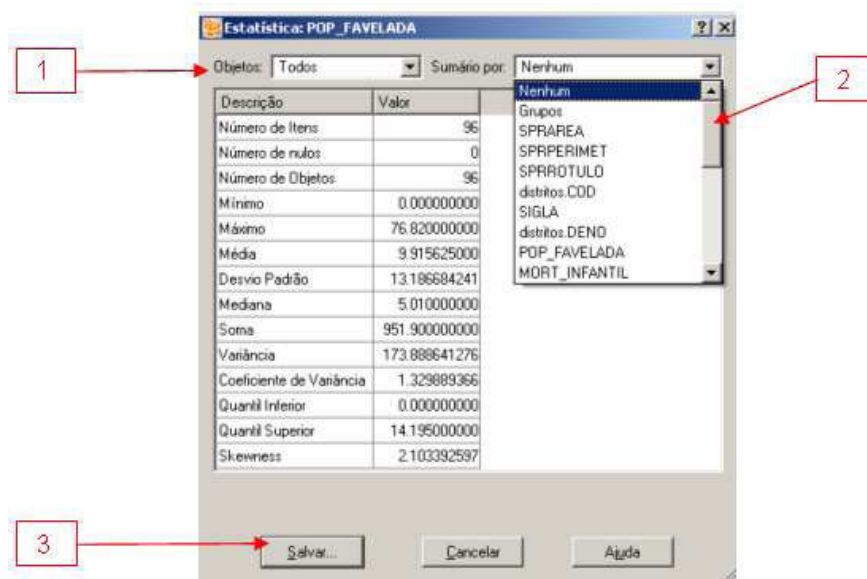 Estatística: POP_FAVELADA
1
Objetos: Todos Sumário por: Nenhum
2
Nenhum
Grupos
SPRAREA
SPRPERIMET
SPRROTULO
distritos.COD
SIGLA
distritos.DENO
POP_FAVELADA
MORT_INFANTIL
Descrição Valor
Número de Itens 96
Número de nulos 0
Número de Objetos 96
Mínimo 0.000000000
Máximo 76.820000000
Média 9.915625000
Desvio Padrão 13.186684241
Mediana 5.010000000
Soma 951.900000000
Variância 173.888641276
Coeficiente de Variância 1.329889366
Quantil Inferior 0.000000000
Quantil Superior 14.195000000
Skewness 2.103392597
3
Salvar... Cancelar Ajuda